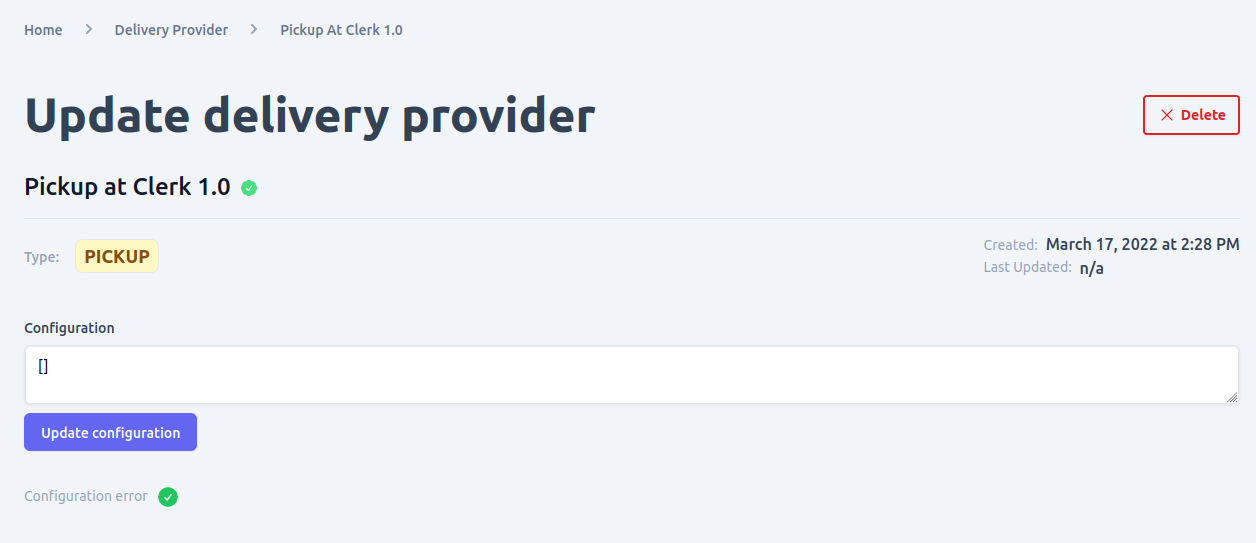 Home > Delivery Provider > Pickup At Clerk 1.0
Update delivery provider
Delete
Pickup at Clerk 1.0
Type: PICKUP
Created: March 17, 2022 at 2:28 PM
Last Updated: n/a
Configuration
[]
Update configuration
Configuration error